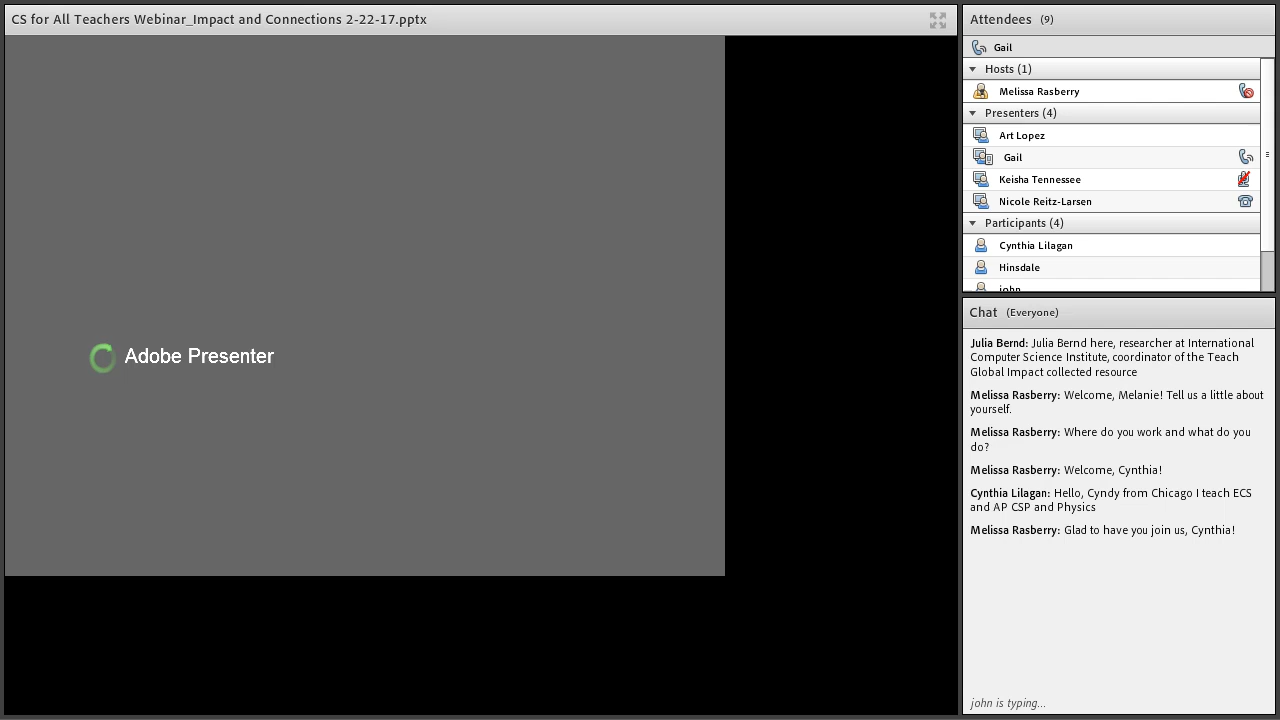 CS for All Teachers Webinar_Impact and Connections 2-22-17.pptx
Adobe Presenter
Attendees (9)
Gail
Hosts (1)
Melissa Rasberry
Presenters (4)
Art Lopez
Gail
Keisha Tennessee
Nicole Reitz-Larsen
Participants (4)
Cynthia Lilagan
Hinsdale
john
Chat (Everyone)
Julia Bernd: Julia Bernd here, researcher at International
Computer Science Institute, coordinator of the Teach
Global Impact collected resource
Melissa Rasberry: Welcome, Melanie! Tell us a little about
yourself.
Melissa Rasberry: Where do you work and what do you
do?
Melissa Rasberry: Welcome, Cynthia!
Cynthia Lilagan: Hello, Cyndy from Chicago I teach ECS
and AP CSP and Physics
Melissa Rasberry: Glad to have you join us, Cynthia!
john is typing...